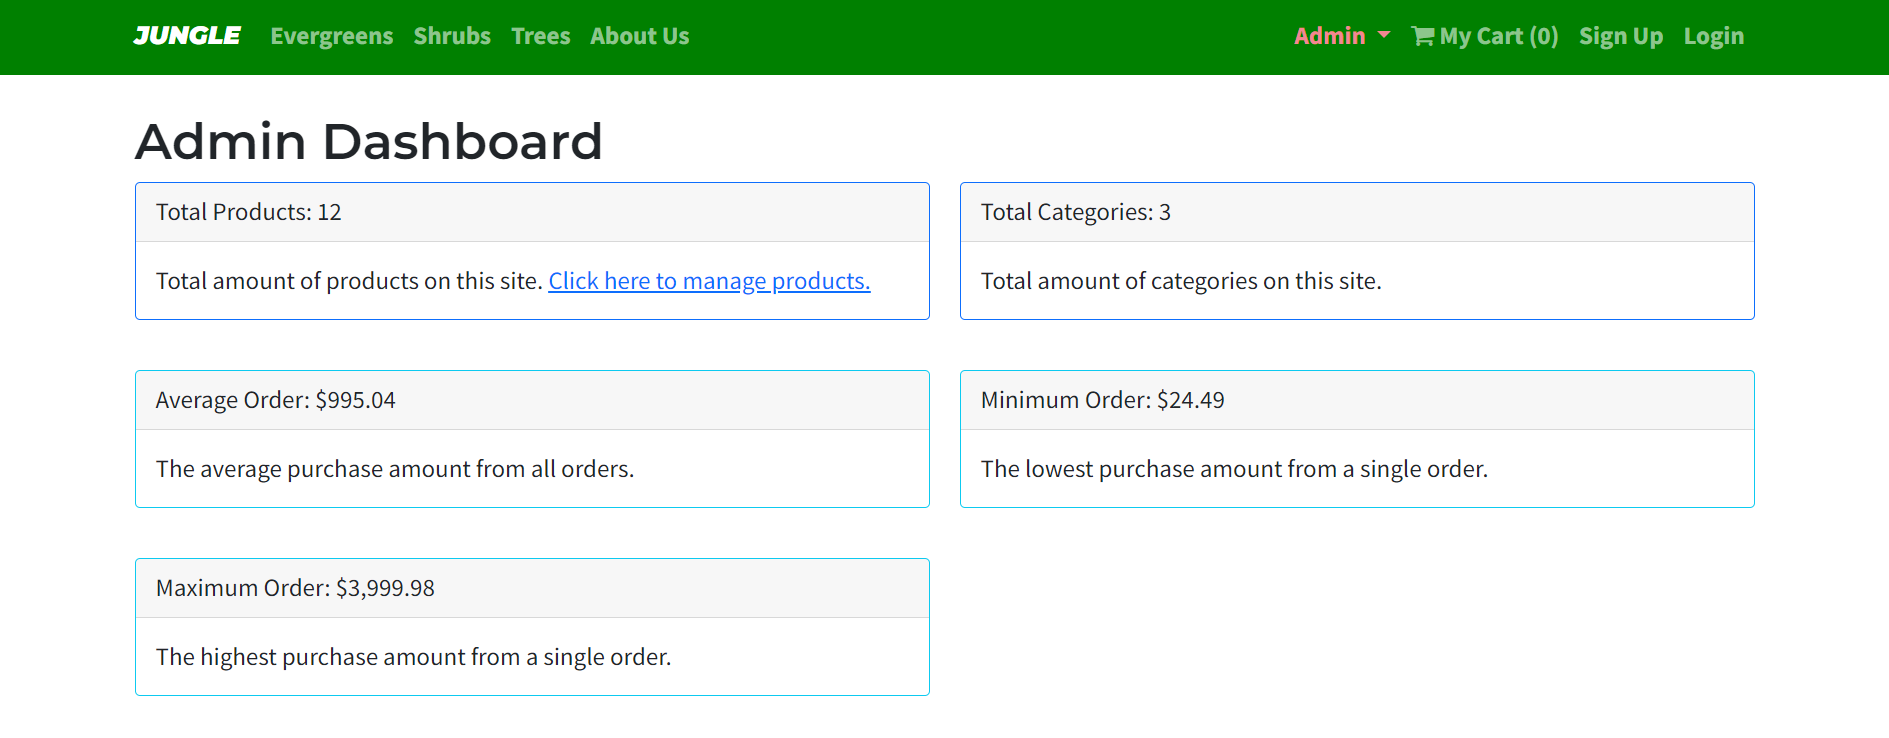 JUNGLE Evergreens Shrubs Trees About Us Admin My Cart (0) Sign Up Login
Admin Dashboard
Total Products: 12
Total amount of products on this site. Click here to manage products.
Total Categories: 3
Total amount of categories on this site.
Average Order: $995.04
The average purchase amount from all orders.
Minimum Order: $24.49
The lowest purchase amount from a single order.
Maximum Order: $3,999.98
The highest purchase amount from a single order.